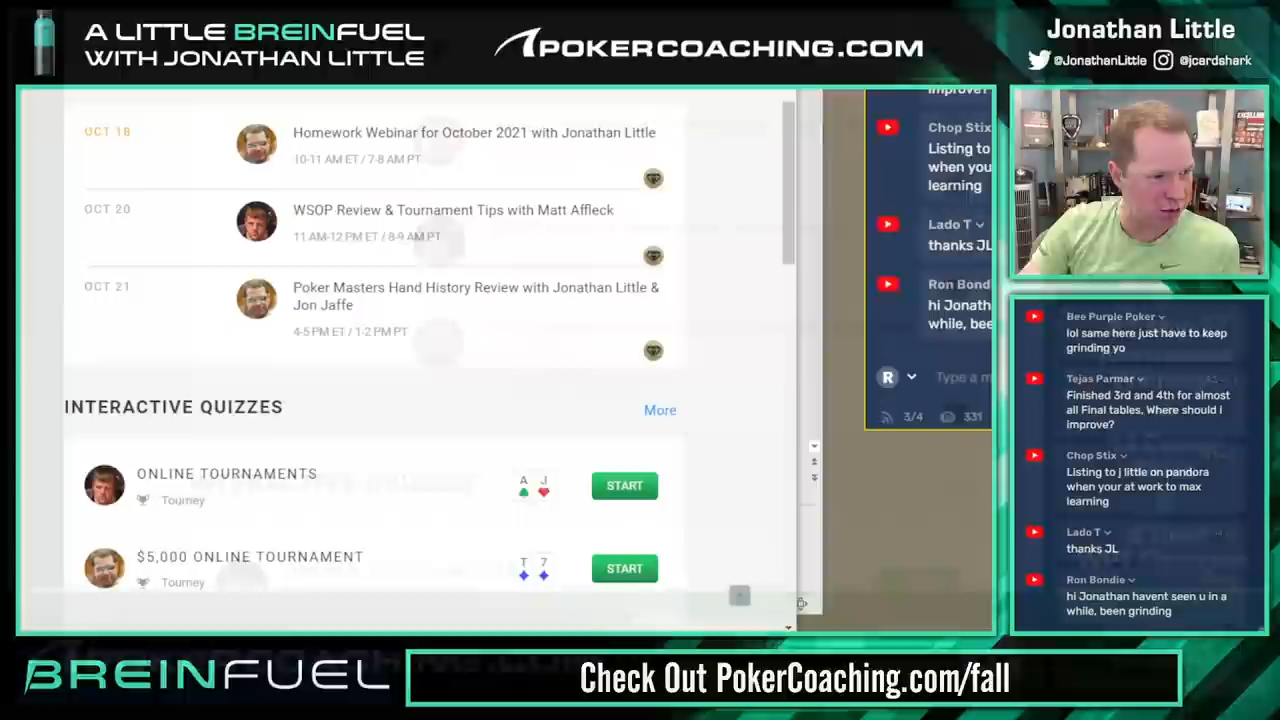 A LITTLE BREINFUEL
WITH JONATHAN LITTLE
POKERCOACHING.COM
Jonathan Little
@JonathanLittle @jcardshark
OCT 18
Homework Webinar for October 2021 with Jonathan Little
10-11 AM ET / 7-8 AM PT
OCT 20
WSOP Review & Tournament Tips with Matt Affleck
11 AM-12 PM ET / 8-9 AM PT
OCT 21
Poker Masters Hand History Review with Jonathan Little &
Jon Jaffe
4-5 PM ET / 1-2 PM PT
INTERACTIVE QUIZZES
More
ONLINE TOURNAMENTS
Tourney
A J
START
$5,000 ONLINE TOURNAMENT
Tourney
T 7
START
improve?
Chop Stix
Listing to
when you
learning
Lado T
thanks JL
Ron Bond
hi Jonath
while, bee
R
Type a m
3/4 331
Bee Purple Poker
lol same here just have to keep
grinding yo
Tejas Parmar
Finished 3rd and 4th for almost
all Final tables, Where should i
improve?
Chop Stix
Listing to j little on pandora
when your at work to max
learning
Lado T
thanks JL
Ron Bondie
hi Jonathan havent seen u in a
while, been grinding
BREINFUEL
Check Out PokerCoaching.com/fall